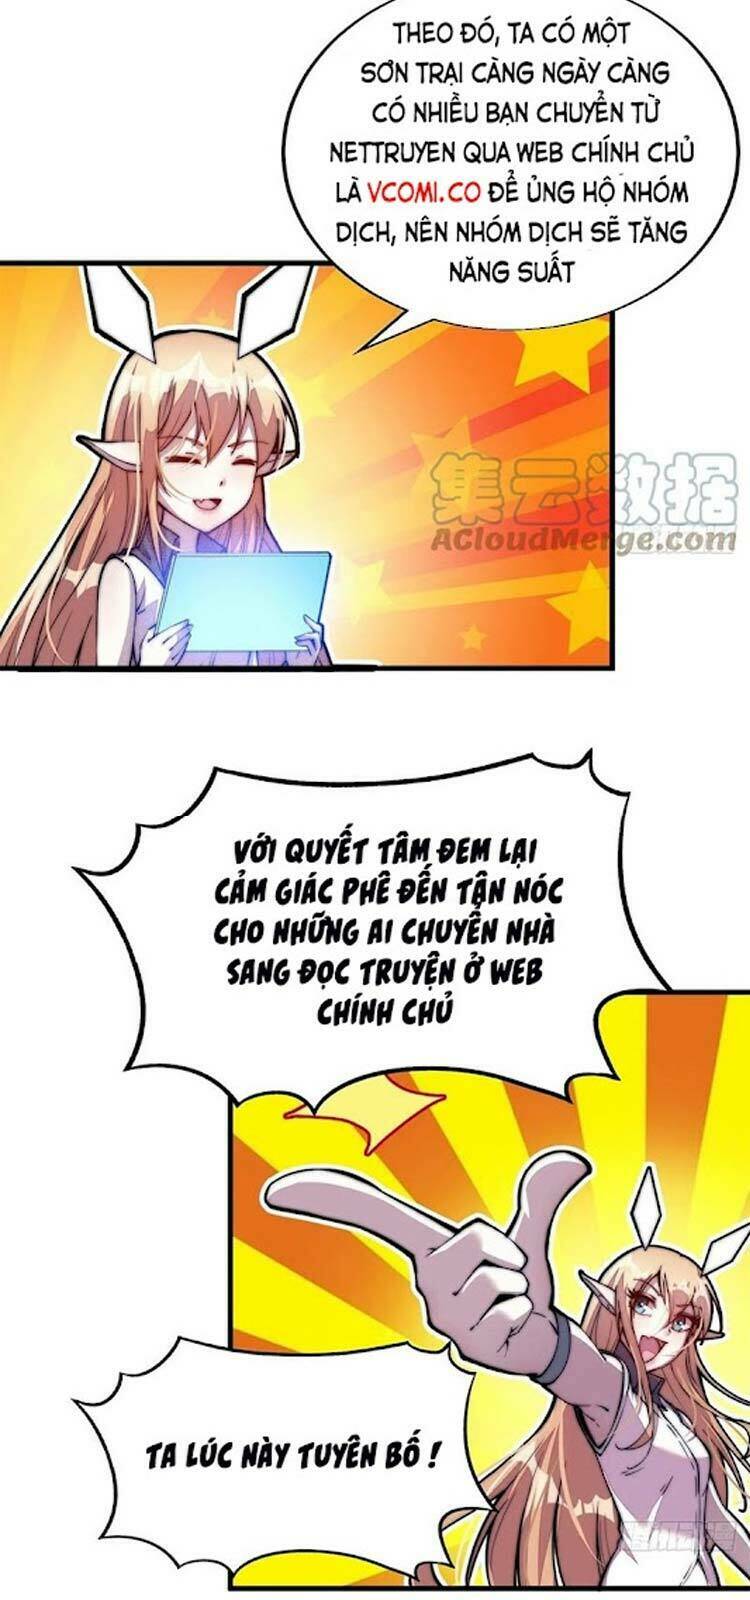 THEO ĐÓ, TA CÓ MỘT
SƠN TRẠI CÀNG NGÀY CÀNG
CÓ NHIỀU BẠN CHUYỂN TỪ
NETTRUYEN QUA WEB CHÍNH CHỦ
LÀ VCOMI.CO ĐỂ ỦNG HỘ NHÓM
DỊCH, NÊN NHÓM DỊCH SẼ TĂNG
NĂNG SUẤT
集云数据
AcloudMerge.com
VỚI QUYẾT TÂM ĐEM LẠI
CẢM GIÁC PHÊ ĐẾN TẬN NÓC
CHO NHỮNG AI CHUYỂN NHÀ
SANG ĐỌC TRUYỆN Ở WEB
CHÍNH CHỦ
TA LÚC NÀY TUYÊN BỐ !